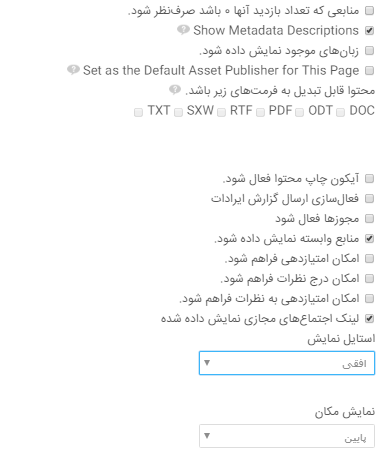 منابعی که تعداد بازدید آنها ۰ باشد صرف‌نظر شود.
Show Metadata Descriptions
زبان‌های موجود نمایش داده شود.
Set as the Default Asset Publisher for This Page
محتوا قابل تبدیل به فرمت‌های زیر باشد.
DOC ODT PDF RTF SXW TXT
آیکون چاپ محتوا فعال شود.
فعال‌سازی ارسال گزارش ایرادات
مجوزها فعال شود
منابع وابسته نمایش داده شود.
امکان امتیازدهی فراهم شود.
امکان درج نظرات فراهم شود.
امکان امتیازدهی به نظرات فراهم شود.
لینک اجتماع‌های مجازی نمایش داده شده
استایل نمایش
افقی
نمایش مکان
پایین